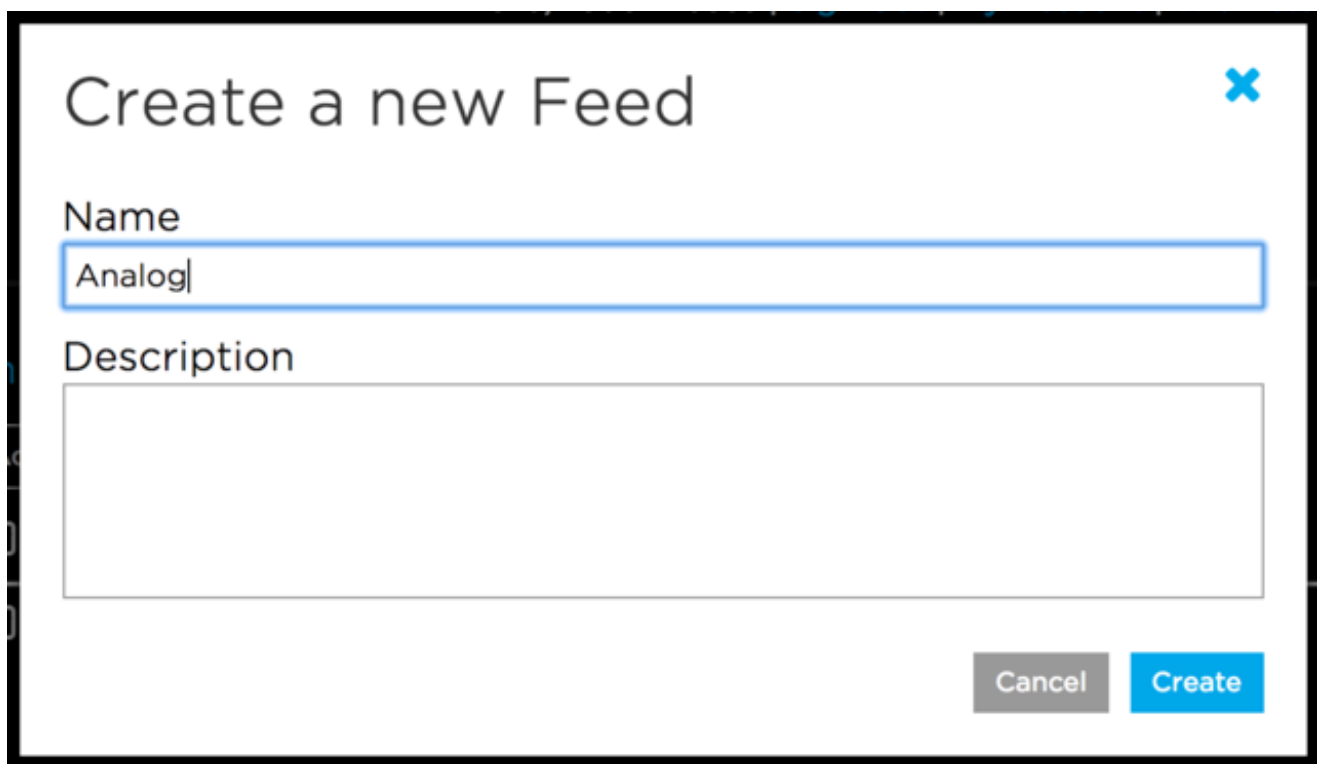 Create a new Feed
Name
Analog
Description
Cancel
Create